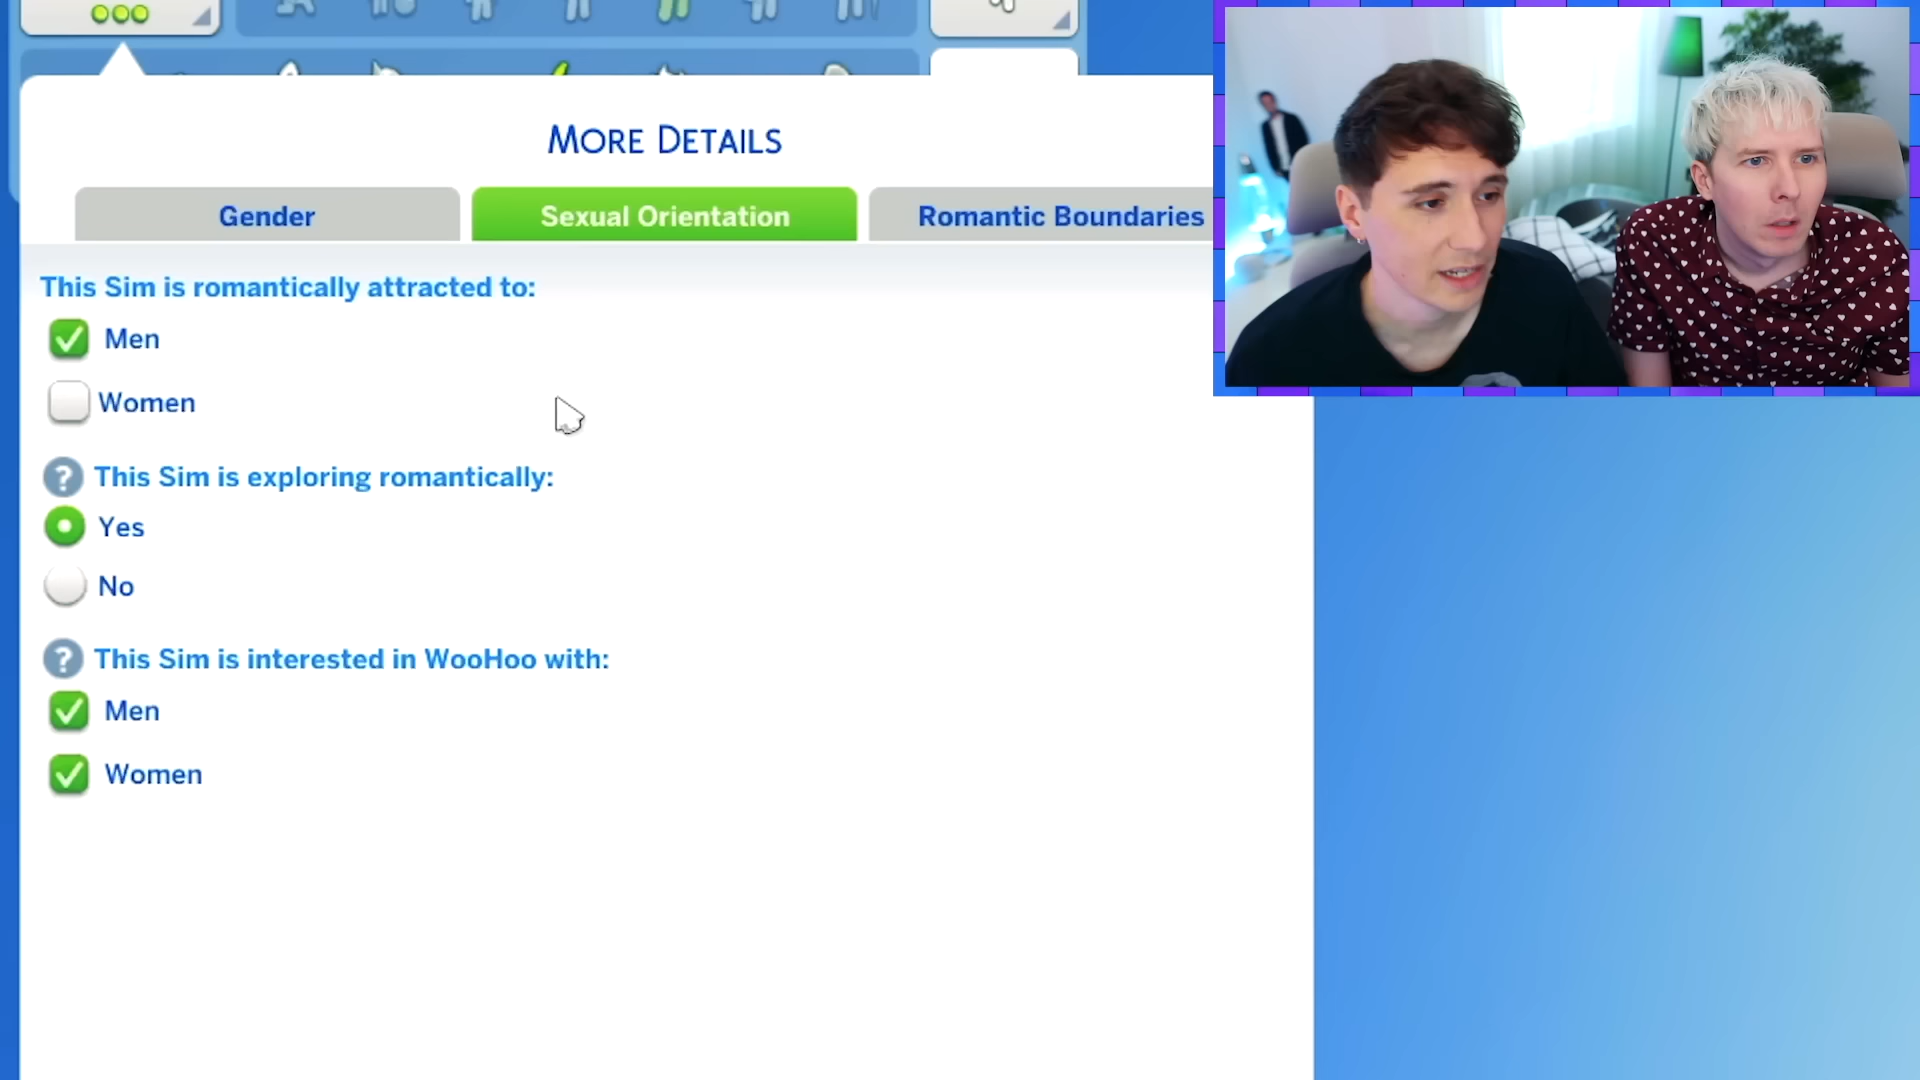 More Details
Gender
Sexual Orientation
Romantic Boundaries
This Sim is romantically attracted to:
Men
Women
? This Sim is exploring romantically:
Yes
No
? This Sim is interested in WooHoo with:
Men
Women